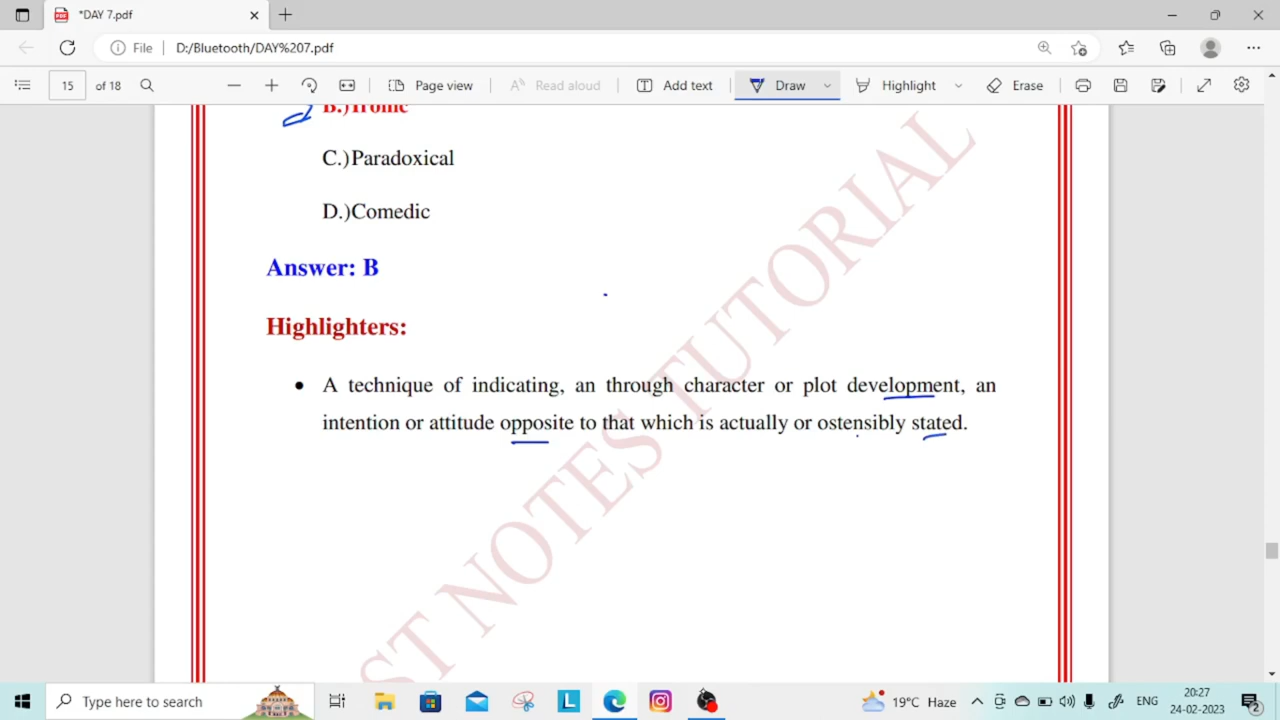 *DAY 7.pdf
File D:/Bluetooth/DAY%207.pdf
15 of 18 Page view Read aloud Add text Draw Highlight Erase
B.)Ironic
C.)Paradoxical
D.)Comedic
Answer: B
Highlighters:
• A technique of indicating, an through character or plot development, an
intention or attitude opposite to that which is actually or ostensibly stated.
ST NOTES TUTORIAL
Type here to search
19°C Haze ENG 20:27
24-02-2023 2